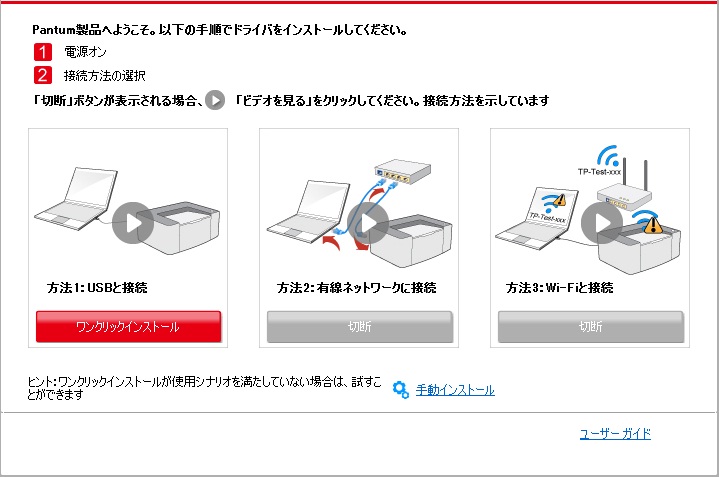 Pantum製品へようこそ。以下の手順でドライバをインストールしてください。
1 電源オン
2 接続方法の選択
「切断」ボタンが表示される場合、 「ビデオを見る」をクリックしてください。接続方法を示しています
TP-Test-xxx
TP-Test-xxx
方法1：USBと接続
方法2：有線ネットワークに接続
方法3：Wi-Fiと接続
ワンクリックインストール
切断
切断
ヒント：ワンクリックインストールが使用シナリオを満たしていない場合は、試すこ
とができます
手動インストール
ユーザー ガイド